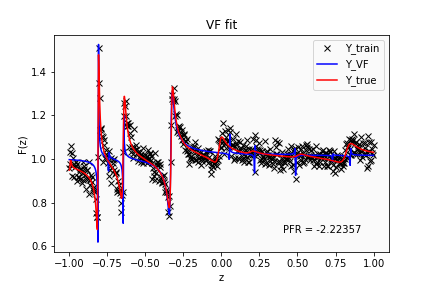 VF fit
Y_train
Y_VF
Y_true
F(z)
1.4
1.2
1.0
0.8
0.6
PFR = -2.22357
−1.00 −0.75 −0.50 −0.25 0.00 0.25 0.50 0.75 1.00
z